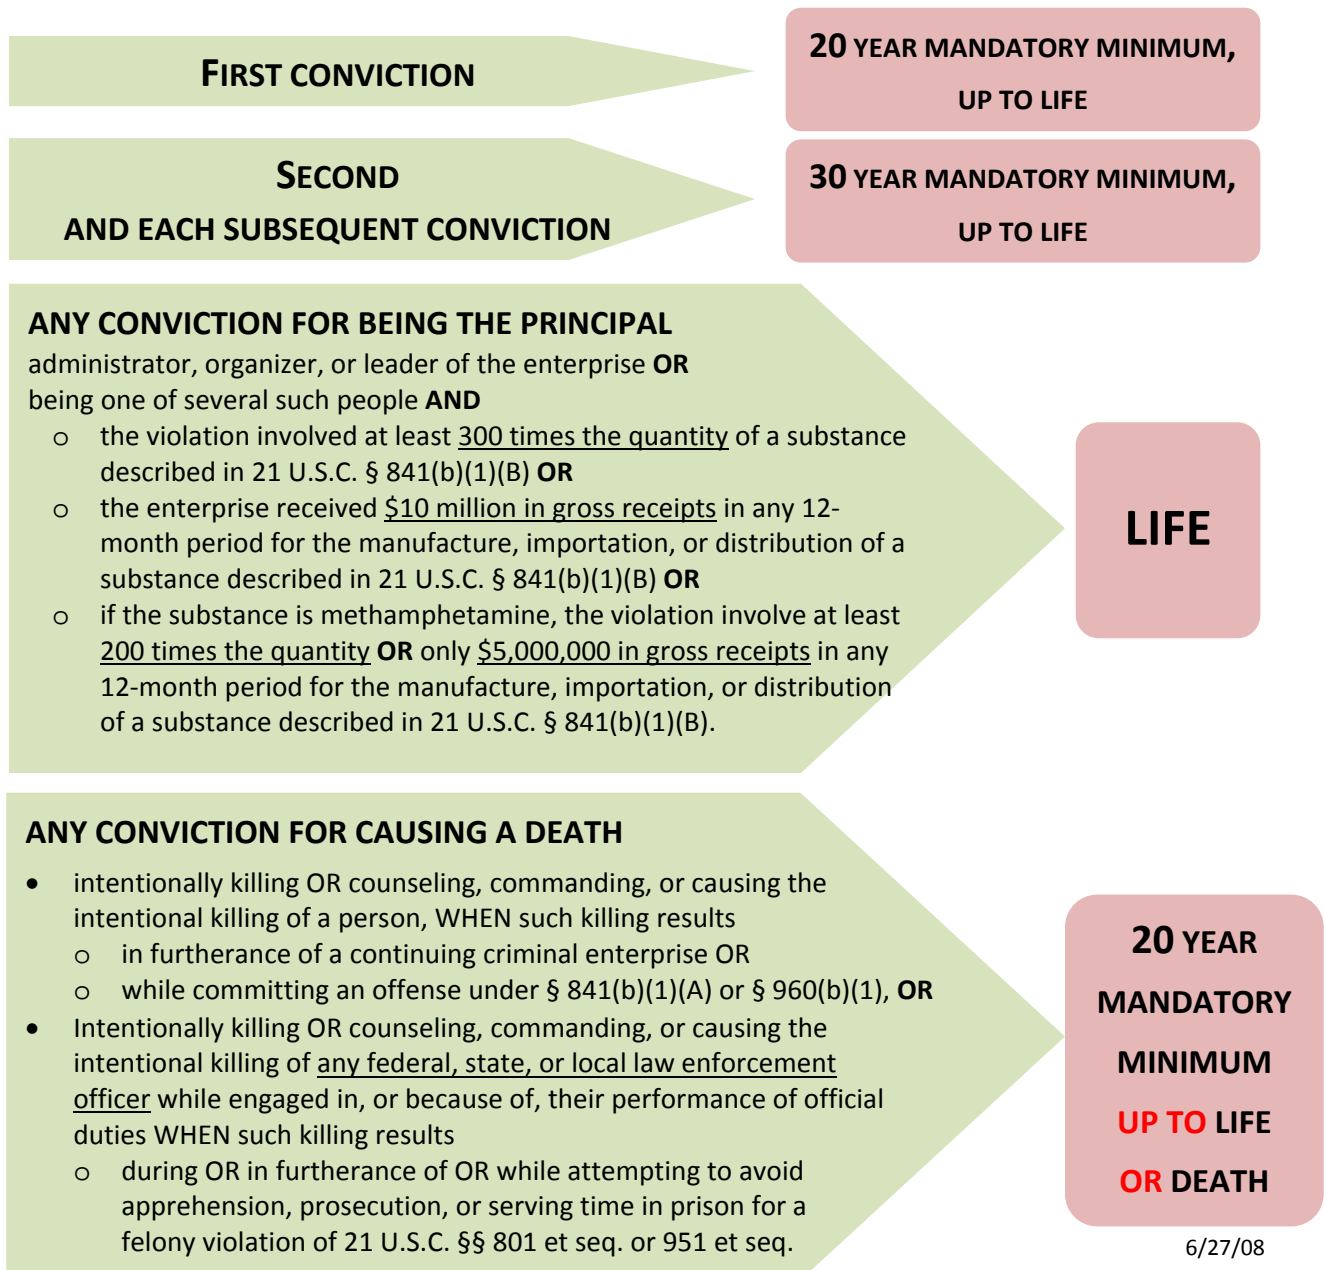 FIRST CONVICTION
20 YEAR MANDATORY MINIMUM,
UP TO LIFE
SECOND
AND EACH SUBSEQUENT CONVICTION
30 YEAR MANDATORY MINIMUM,
UP TO LIFE
ANY CONVICTION FOR BEING THE PRINCIPAL
administrator, organizer, or leader of the enterprise OR
being one of several such people AND
o the violation involved at least 300 times the quantity of a substance
described in 21 U.S.C. § 841(b)(1)(B) OR
o the enterprise received $10 million in gross receipts in any 12-
month period for the manufacture, importation, or distribution of a
substance described in 21 U.S.C. § 841(b)(1)(B) OR
o if the substance is methamphetamine, the violation involve at least
200 times the quantity OR only $5,000,000 in gross receipts in any
12-month period for the manufacture, importation, or distribution
of a substance described in 21 U.S.C. § 841(b)(1)(B).
LIFE
ANY CONVICTION FOR CAUSING A DEATH
• intentionally killing OR counseling, commanding, or causing the
intentional killing of a person, WHEN such killing results
o in furtherance of a continuing criminal enterprise OR
o while committing an offense under § 841(b)(1)(A) or § 960(b)(1), OR
• Intentionally killing OR counseling, commanding, or causing the
intentional killing of any federal, state, or local law enforcement
officer while engaged in, or because of, their performance of official
duties WHEN such killing results
o during OR in furtherance of OR while attempting to avoid
apprehension, prosecution, or serving time in prison for a
felony violation of 21 U.S.C. §§ 801 et seq. or 951 et seq.
20 YEAR
MANDATORY
MINIMUM
UP TO LIFE
OR DEATH
6/27/08